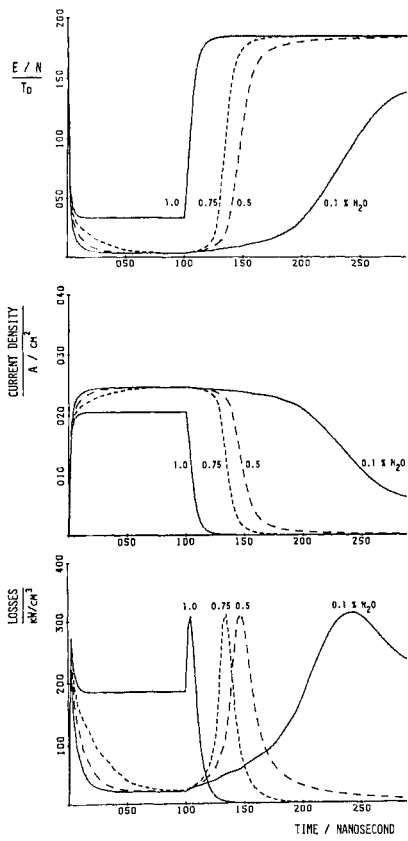 200
E / N
TD
150
100
050
1.0 0.75 0.5 0.1 % N2O
050 100 150 200 250
CURRENT DENSITY
A / cm2
040
030
020
010
1.0 0.75 0.5 0.1 % N2O
050 100 150 200 250
LOSSES
kW/cm3
400
300
200
100
1.0 0.75 0.5 0.1 % N2O
050 100 150 200 250
TIME / NANOSECOND